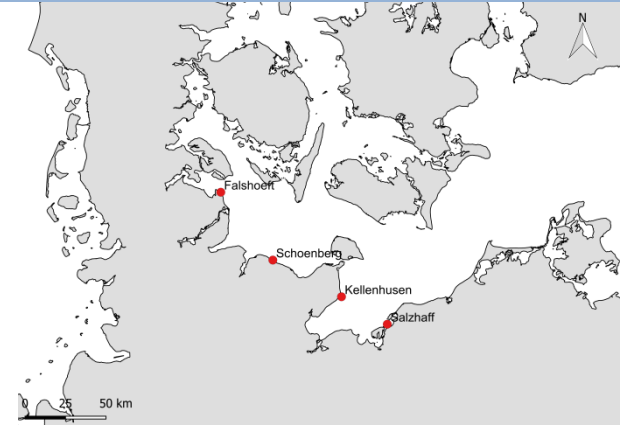 N
Falshoeft
Schoenberg
Kellenhusen
Salzhaff
0 25 50 km